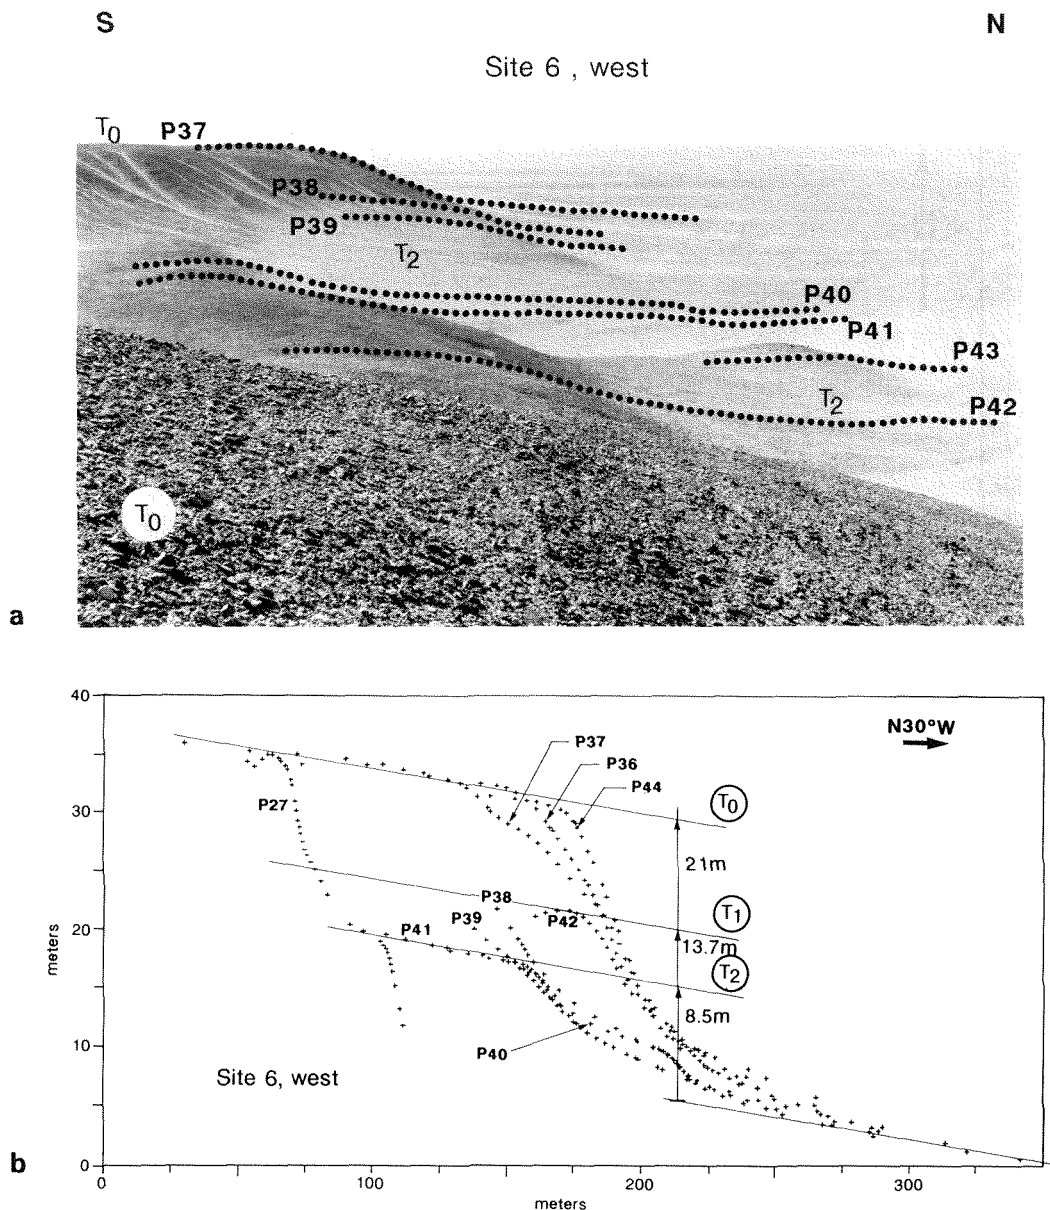 S N
Site 6 , west
T0 P37
P38
P39
T2
P40
P41
P43
T2
P42
T0
a
40
30
20
10
0
meters
N30°W
P37
P36
P44
T0
P27
21m
P38
T1
P39
P42
P41
13.7m
T2
8.5m
P40
Site 6, west
b
0 100 200 300
meters